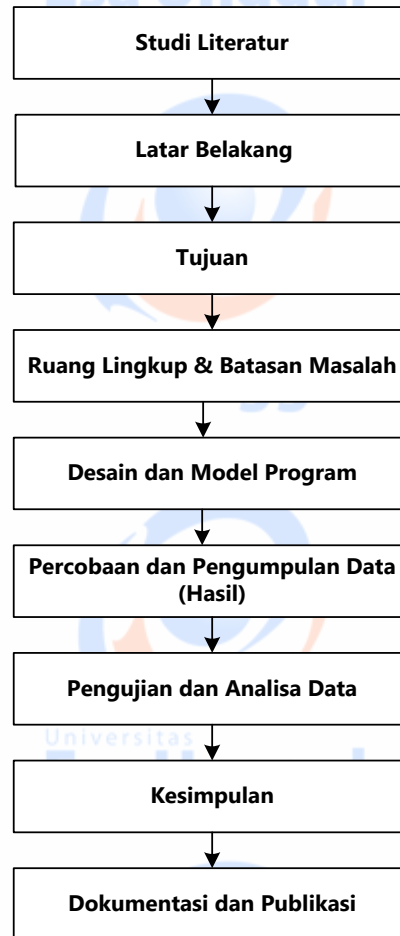 Studi Literatur
Latar Belakang
Tujuan
Ruang Lingkup & Batasan Masalah
Desain dan Model Program
Percobaan dan Pengumpulan Data
(Hasil)
Pengujian dan Analisa Data
Universitas
Kesimpulan
Dokumentasi dan Publikasi